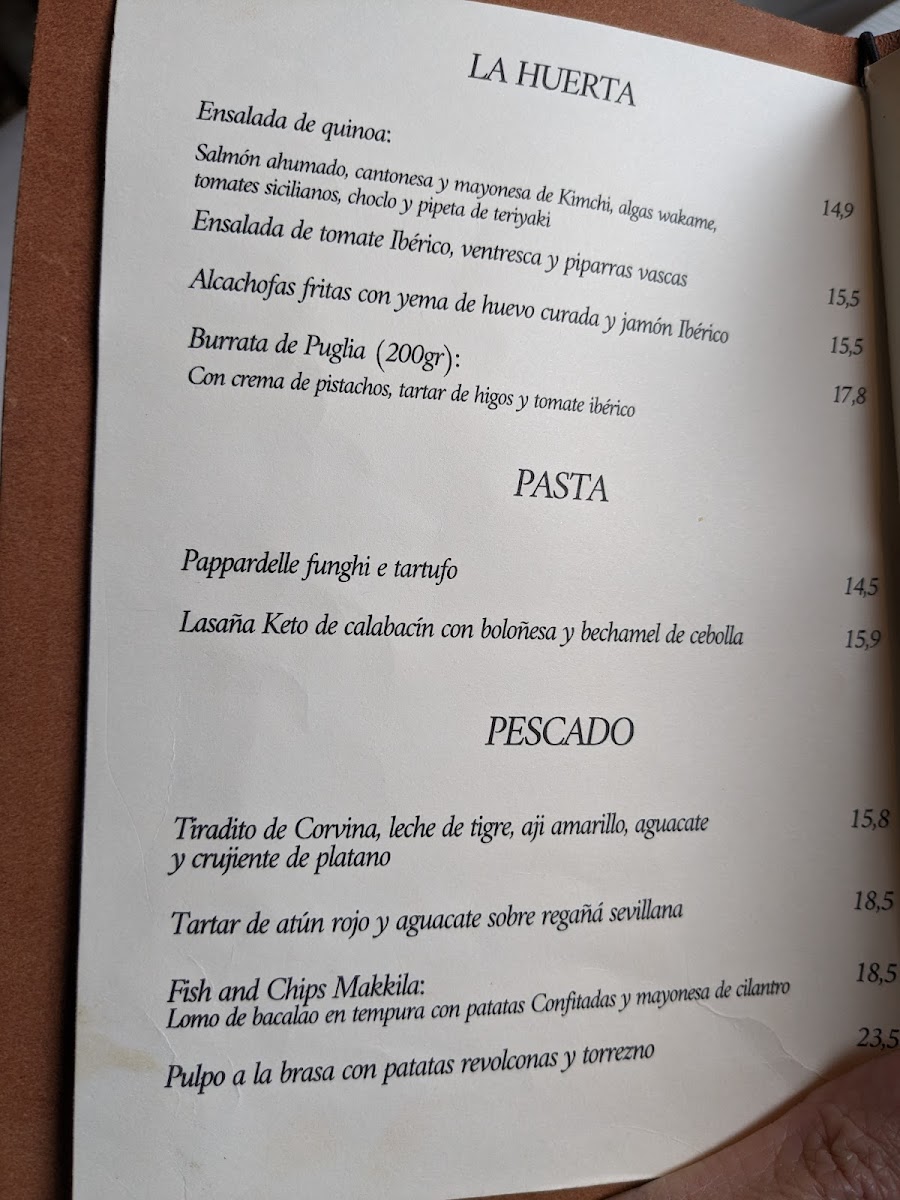 LA HUERTA
Ensalada de quinoa:
Salmón ahumado, cantonesa y mayonesa de Kimchi, algas wakame, 14,9
tomates sicilianos, choclo y pipeta de teriyaki
Ensalada de tomate Ibérico, ventresca y piparras vascas 15,5
Alcachofas fritas con yema de huevo curada y jamón Ibérico 15,5
Burrata de Puglia (200gr): 17,8
Con crema de pistachos, tartar de higos y tomate ibérico
PASTA
Pappardelle funghi e tartufo 14,5
Lasaña Keto de calabacín con boloñesa y bechamel de cebolla 15,9
PESCADO
Tiradito de Corvina, leche de tigre, aji amarillo, aguacate 15,8
y crujiente de platano
Tartar de atún rojo y aguacate sobre regañá sevillana 18,5
Fish and Chips Makkila: 18,5
Lomo de bacalao en tempura con patatas Confitadas y mayonesa de cilantro
Pulpo a la brasa con patatas revolconas y torrezno 23,5